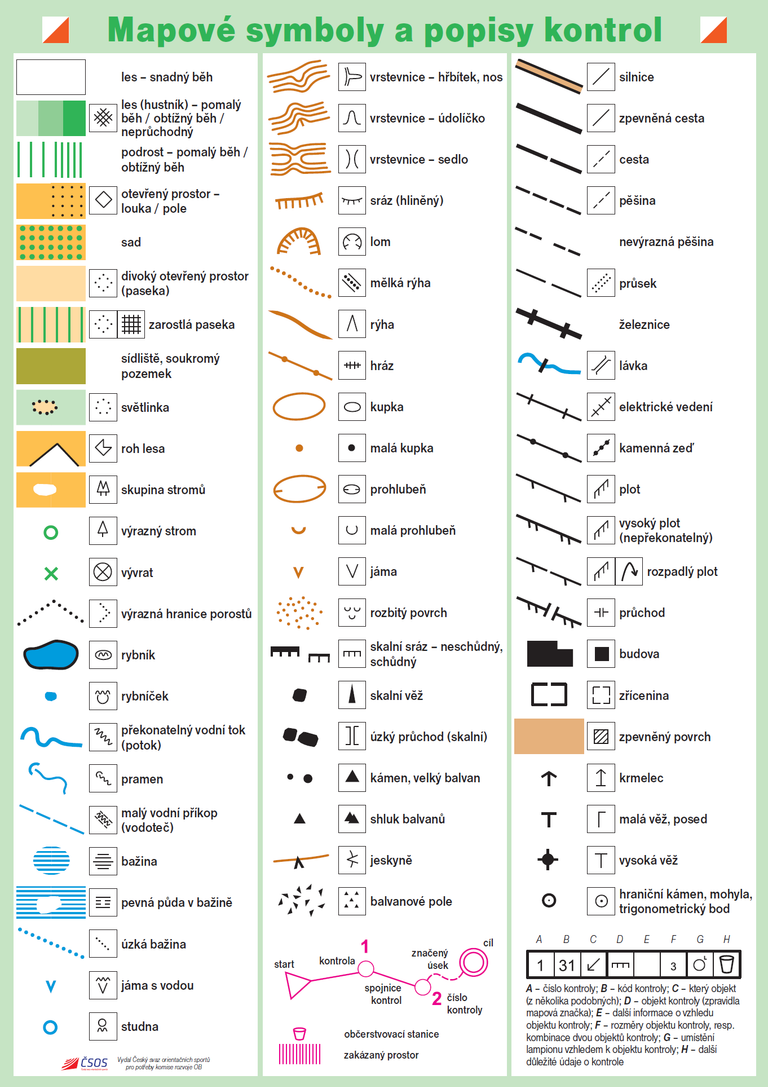 Mapové symboly a popisy kontrol
les – snadný běh
les (hustník) – pomalý
běh / obtížný běh /
neprůchodný
podrost – pomalý běh /
obtížný běh
otevřený prostor –
louka / pole
sad
divoký otevřený prostor
(paseka)
zarostlá paseka
sídliště, soukromý
pozemek
světlinka
roh lesa
skupina stromů
výrazný strom
vývrat
výrazná hranice porostů
rybník
rybníček
překonatelný vodní tok
(potok)
pramen
malý vodní příkop
(vodoteč)
bažina
pevná půda v bažině
úzká bažina
jáma s vodou
studna
ČSOS
Vydal Český svaz orientačních sportů
pro potřeby komise rozvoje OB
vrstevnice – hřbítek, nos
vrstevnice – údolíčko
vrstevnice – sedlo
sráz (hliněný)
lom
mělká rýha
rýha
hráz
kupka
malá kupka
prohlubeň
malá prohlubeň
jáma
rozbitý povrch
skalní sráz – neschůdný,
schůdný
skalní věž
úzký průchod (skalní)
kámen, velký balvan
shluk balvanů
jeskyně
balvanové pole
start
kontrola
1
spojnice
kontrol
značený
úsek
cíl
2 číslo
kontroly
občerstvovací stanice
zakázaný prostor
silnice
zpevněná cesta
cesta
pěšina
nevýrazná pěšina
průsek
železnice
lávka
elektrické vedení
kamenná zeď
plot
vysoký plot
(nepřekonatelný)
rozpadlý plot
průchod
budova
zřícenina
zpevněný povrch
krmelec
malá věž, posed
vysoká věž
hraniční kámen, mohyla,
trigonometrický bod
A B C D E F G H
1 31 3
A – číslo kontroly; B – kód kontroly; C – který objekt
(z několika podobných); D – objekt kontroly (zpravidla
mapová značka); E – další informace o vzhledu
objektu kontroly; F – rozměry objektu kontroly, resp.
kombinace dvou objektů kontroly; G – umístění
lampionu vzhledem k objektu kontroly; H – další
důležité údaje o kontrole